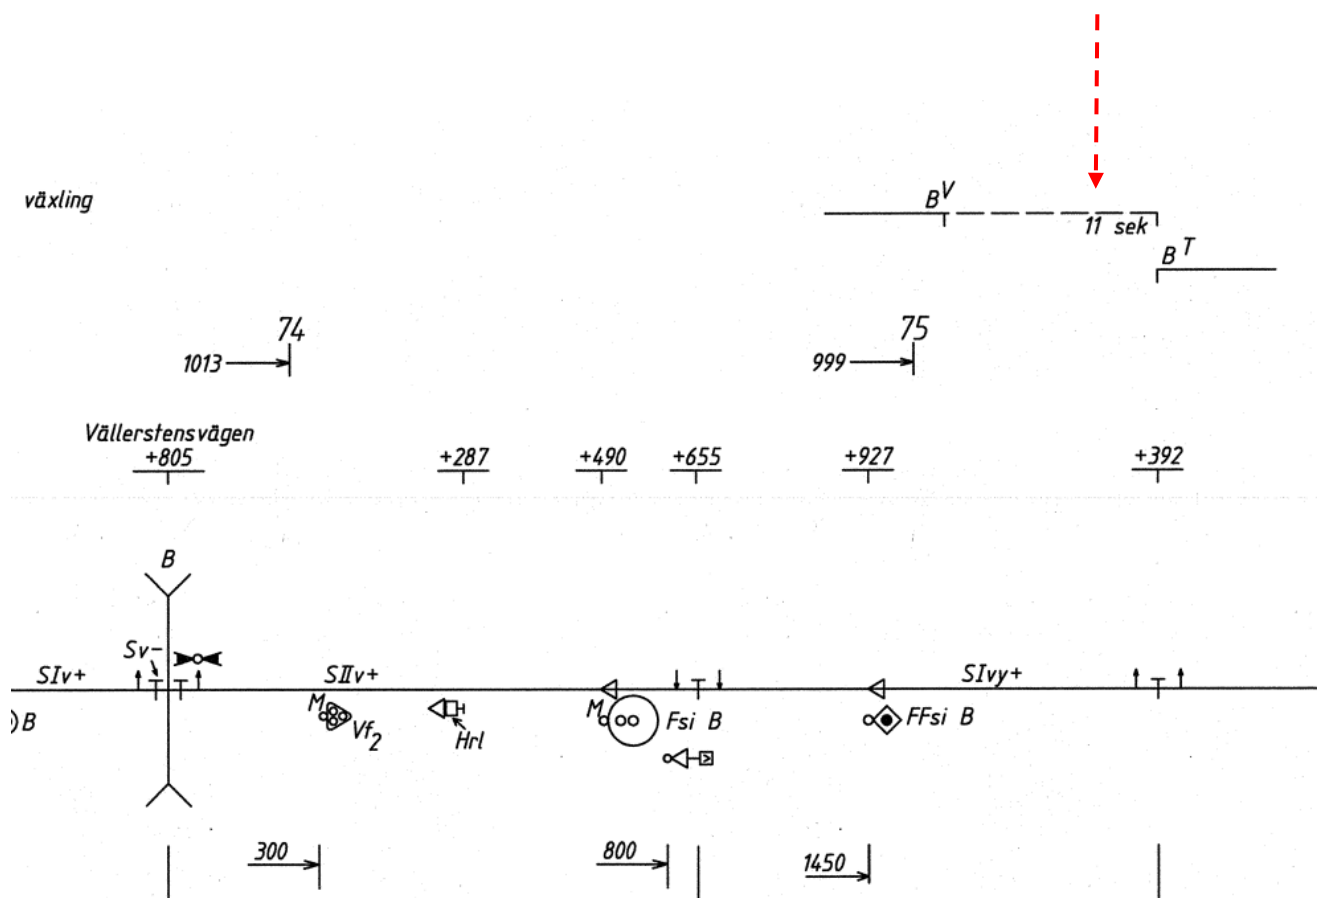 växling
B V
11 sek
B T
74
75
1013
999
Vällerstensvägen
+805
+287
+490
+655
+927
+392
B
Sv-
SIv+
SIIv+
SIvy+
B
M
Vf2
Hrl
M
Fsi B
FFsi B
300
800
1450